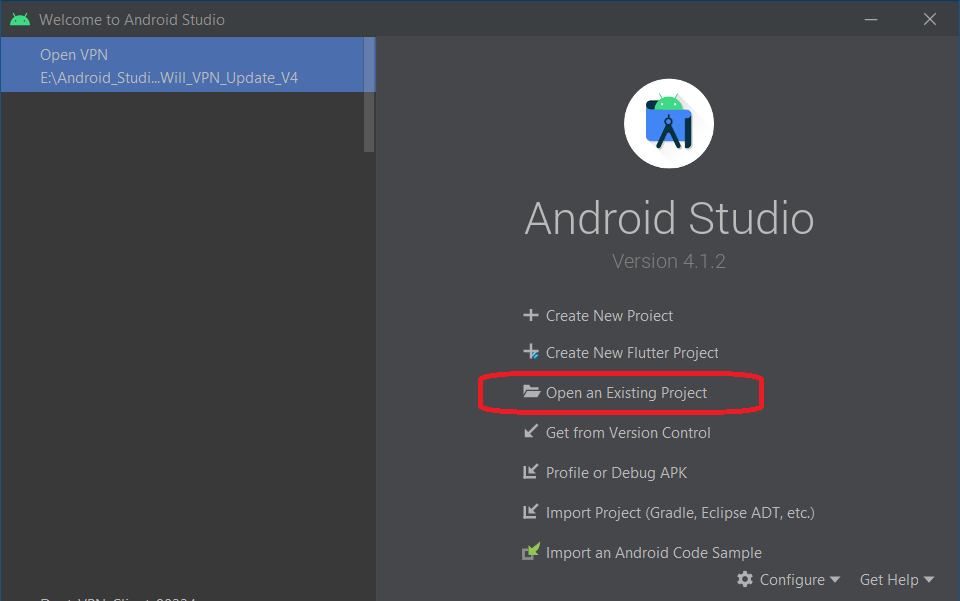 Welcome to Android Studio
Open VPN
E:\Android_Studi...Will_VPN_Update_V4
Android Studio
Version 4.1.2
Create New Project
Create New Flutter Project
Open an Existing Project
Get from Version Control
Profile or Debug APK
Import Project (Gradle, Eclipse ADT, etc.)
Import an Android Code Sample
Configure
Get Help